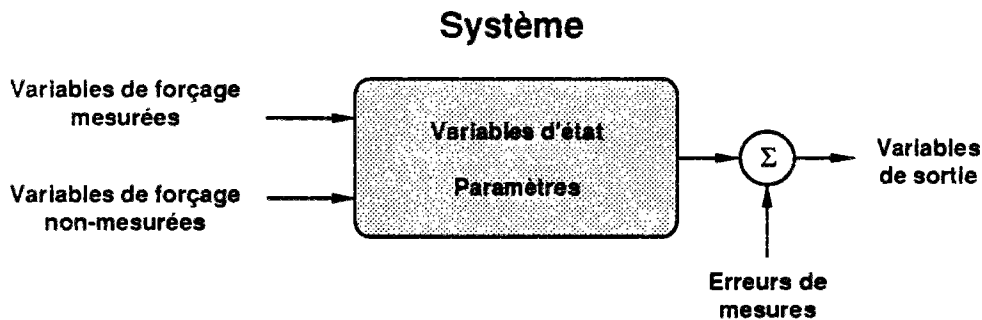 Système
Variables de forçage
mesurées
Variables de forçage
non-mesurées
Variables d'état
Paramètres
Σ
Variables
de sortie
Erreurs de
mesures